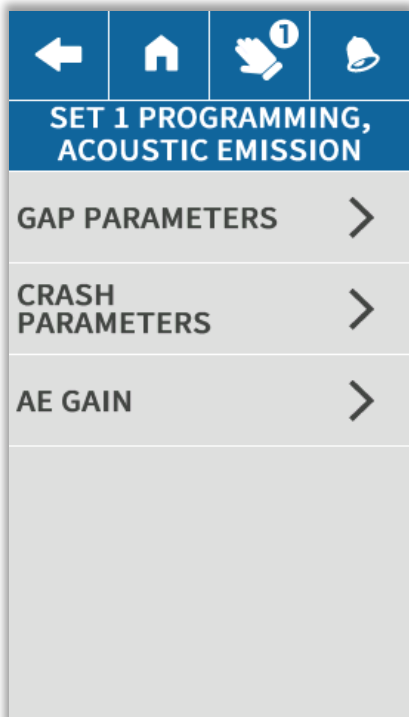 1
SET 1 PROGRAMMING,
ACOUSTIC EMISSION
GAP PARAMETERS
CRASH
PARAMETERS
AE GAIN